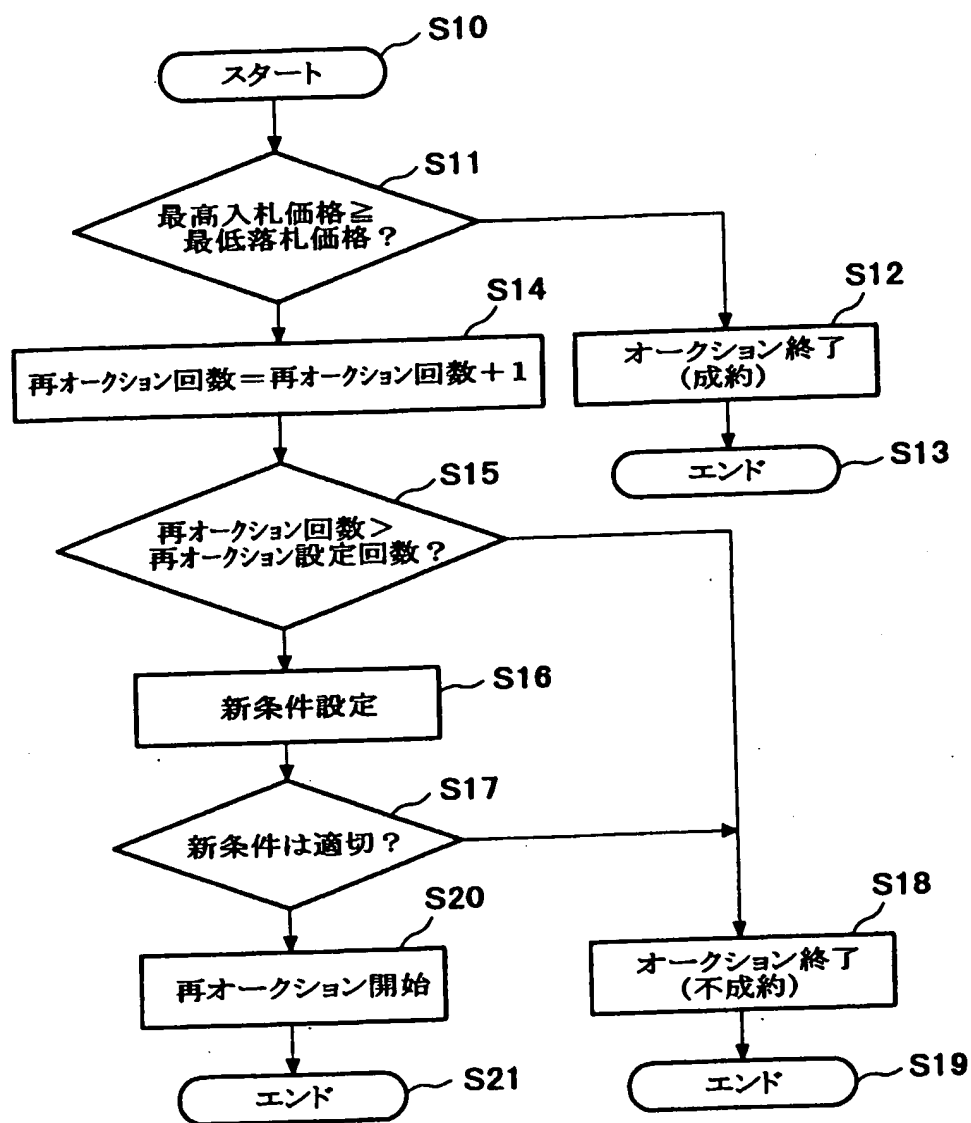 S10
スタート
S11
最高入札価格≧
最低落札価格？
S12
オークション終了
(成約)
S13
エンド
S14
再オークション回数＝再オークション回数＋1
S15
再オークション回数＞
再オークション設定回数？
S16
新条件設定
S17
新条件は適切？
S18
オークション終了
(不成約)
S19
エンド
S20
再オークション開始
S21
エンド